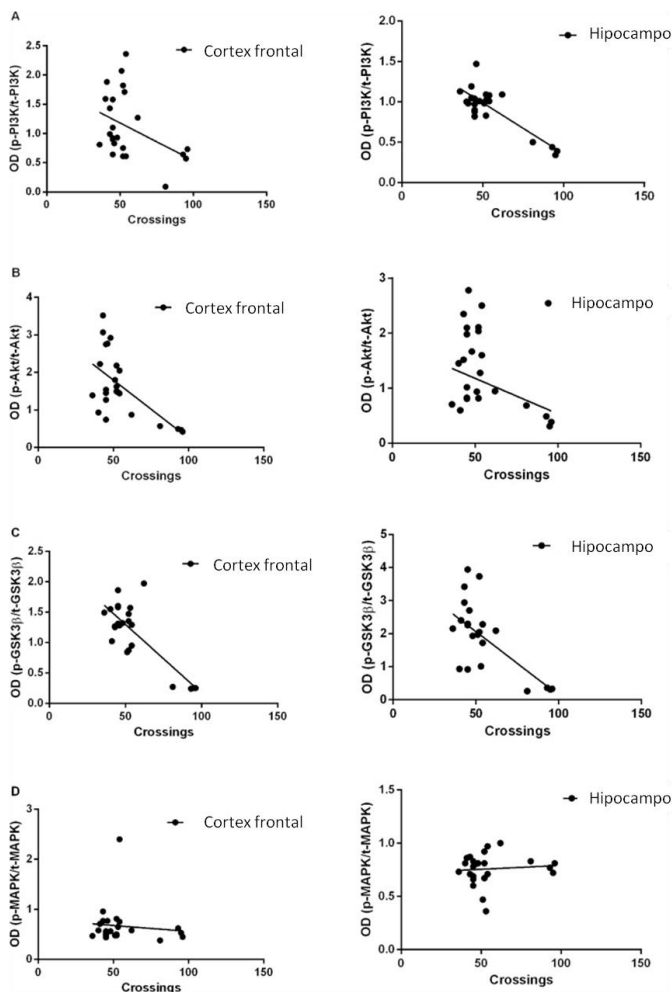 A
Cortex frontal
OD (p-PI3K/t-PI3K)
2.5
2.0
1.5
1.0
0.5
0.0
0
50
100
150
Crossings
Hipocampo
OD (p-PI3K/t-PI3K)
2.0
1.5
1.0
0.5
0.0
0
50
100
150
Crossings
B
Cortex frontal
OD (p-Akt/t-Akt)
4
3
2
1
0
0
50
100
150
Crossings
Hipocampo
OD (p-Akt/t-Akt)
3
2
1
0
0
50
100
150
Crossings
C
Cortex frontal
OD (p-GSK3β/t-GSK3β)
2.5
2.0
1.5
1.0
0.5
0.0
0
50
100
150
Crossings
Hipocampo
OD (p-GSK3β/t-GSK3β)
5
4
3
2
1
0
0
50
100
150
Crossings
D
Cortex frontal
OD (p-MAPK/t-MAPK)
3
2
1
0
0
50
100
150
Crossings
Hipocampo
OD (p-MAPK/t-MAPK)
1.5
1.0
0.5
0.0
0
50
100
150
Crossings